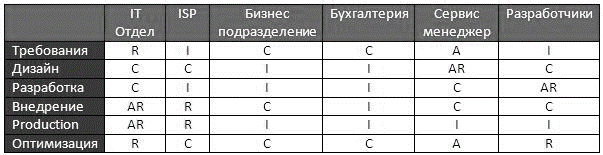 IT Отдел ISP Бизнес подразделение Бухгалтерия Сервис менеджер Разработчики
Требования R I C C A I
Дизайн C C I I AR C
Разработка C I I I C AR
Внедрение AR R C I C C
Production AR R I I I I
Оптимизация R C C C A R